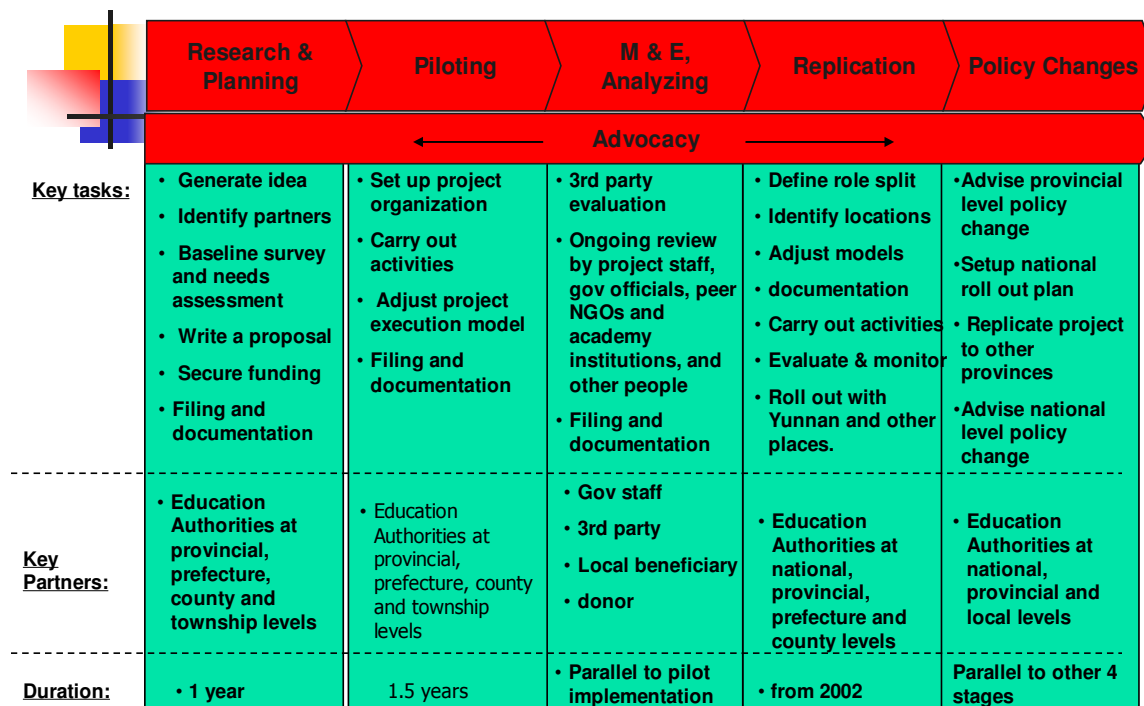 Research &
Planning
Piloting
M & E,
Analyzing
Replication
Policy Changes
Advocacy
Key tasks:
• Generate idea
• Identify partners
• Baseline survey
and needs
assessment
• Write a proposal
• Secure funding
• Filing and
documentation
• Set up project
organization
• Carry out
activities
• Adjust project
execution model
• Filing and
documentation
• 3rd party
evaluation
• Ongoing review
by project staff,
gov officials, peer
NGOs and
academy
institutions, and
other people
• Filing and
documentation
• Define role split
• Identify locations
• Adjust models
• documentation
• Carry out activities
• Evaluate & monitor
• Roll out with
Yunnan and other
places.
•Advise provincial
level policy
change
•Setup national
roll out plan
• Replicate project
to other
provinces
•Advise national
level policy
change
Key
Partners:
• Education
Authorities at
provincial,
prefecture,
county and
township levels
• Education
Authorities at
provincial,
prefecture, county
and township
levels
• Gov staff
• 3rd party
• Local beneficiary
• donor
• Education
Authorities at
national,
provincial,
prefecture and
county levels
• Education
Authorities at
national,
provincial and
local levels
Duration:
• 1 year
1.5 years
• Parallel to pilot
implementation
• from 2002
Parallel to other 4
stages